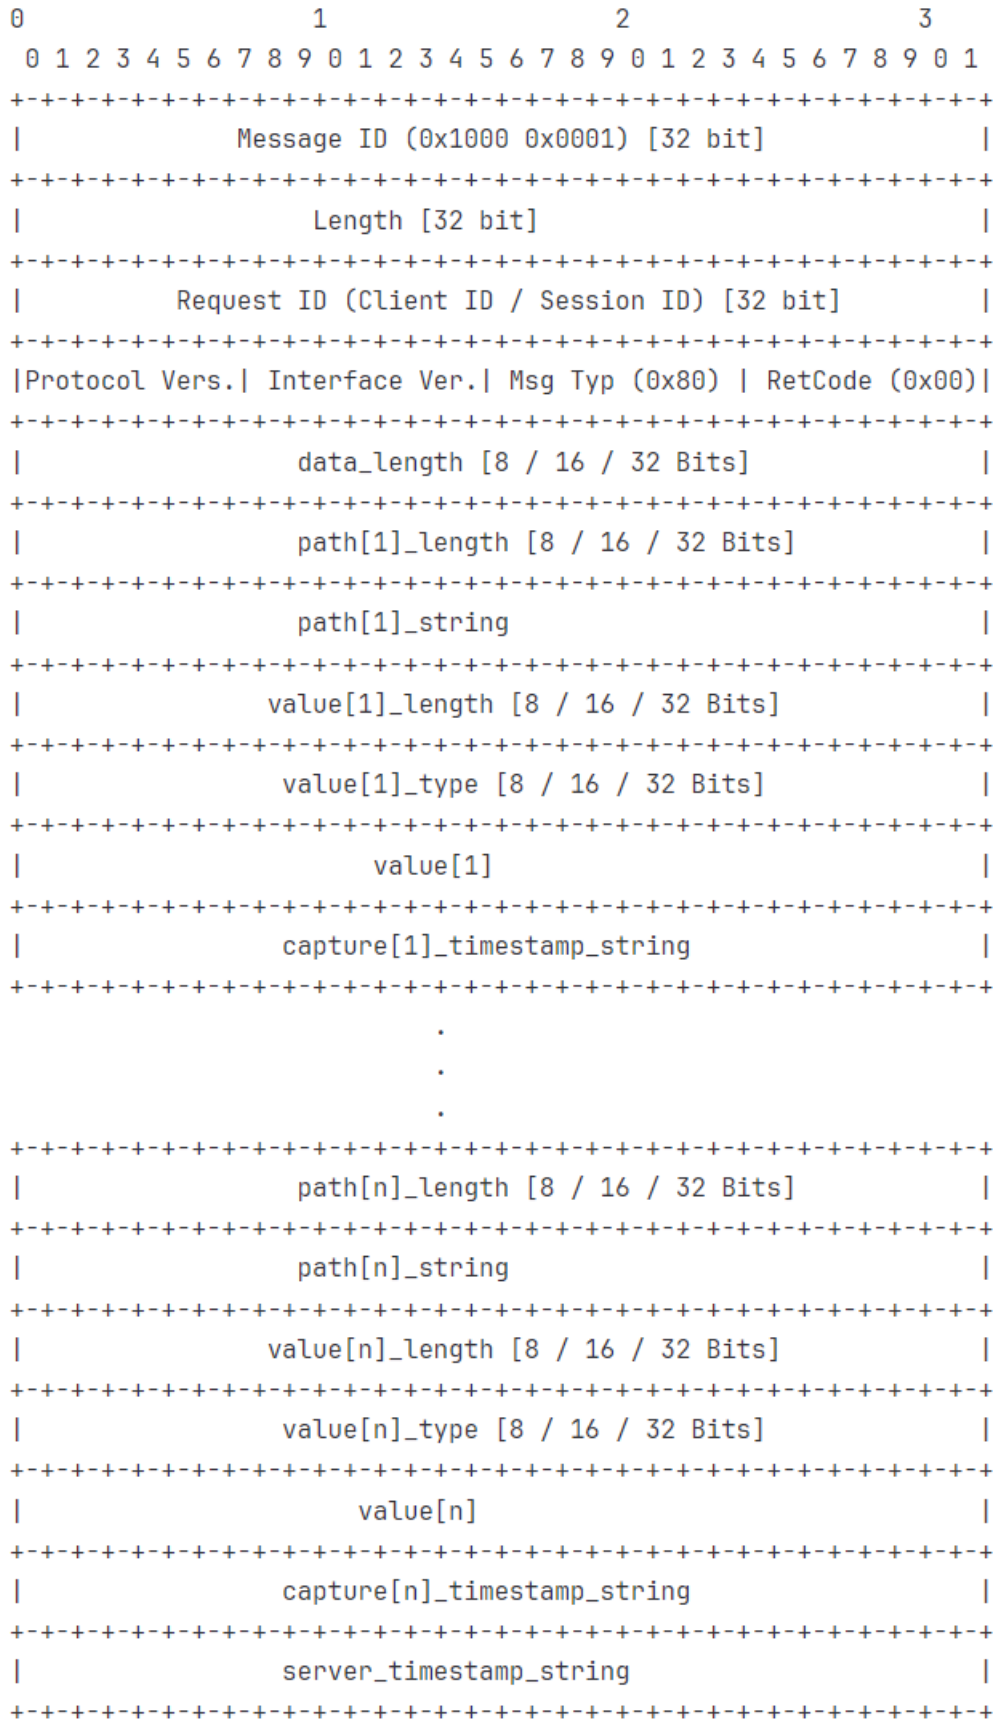 0                   1                   2                   3
 0 1 2 3 4 5 6 7 8 9 0 1 2 3 4 5 6 7 8 9 0 1 2 3 4 5 6 7 8 9 0 1
+-+-+-+-+-+-+-+-+-+-+-+-+-+-+-+-+-+-+-+-+-+-+-+-+-+-+-+-+-+-+-+-+
|              Message ID (0x1000 0x0001) [32 bit]              |
+-+-+-+-+-+-+-+-+-+-+-+-+-+-+-+-+-+-+-+-+-+-+-+-+-+-+-+-+-+-+-+-+
|                   Length [32 bit]                             |
+-+-+-+-+-+-+-+-+-+-+-+-+-+-+-+-+-+-+-+-+-+-+-+-+-+-+-+-+-+-+-+-+
|          Request ID (Client ID / Session ID) [32 bit]         |
+-+-+-+-+-+-+-+-+-+-+-+-+-+-+-+-+-+-+-+-+-+-+-+-+-+-+-+-+-+-+-+-+
|Protocol Vers.| Interface Ver.| Msg Typ (0x80) | RetCode (0x00)|
+-+-+-+-+-+-+-+-+-+-+-+-+-+-+-+-+-+-+-+-+-+-+-+-+-+-+-+-+-+-+-+-+
|                  data_length [8 / 16 / 32 Bits]               |
+-+-+-+-+-+-+-+-+-+-+-+-+-+-+-+-+-+-+-+-+-+-+-+-+-+-+-+-+-+-+-+-+
|                  path[1]_length [8 / 16 / 32 Bits]            |
+-+-+-+-+-+-+-+-+-+-+-+-+-+-+-+-+-+-+-+-+-+-+-+-+-+-+-+-+-+-+-+-+
|                  path[1]_string                               |
+-+-+-+-+-+-+-+-+-+-+-+-+-+-+-+-+-+-+-+-+-+-+-+-+-+-+-+-+-+-+-+-+
|                value[1]_length [8 / 16 / 32 Bits]             |
+-+-+-+-+-+-+-+-+-+-+-+-+-+-+-+-+-+-+-+-+-+-+-+-+-+-+-+-+-+-+-+-+
|                 value[1]_type [8 / 16 / 32 Bits]              |
+-+-+-+-+-+-+-+-+-+-+-+-+-+-+-+-+-+-+-+-+-+-+-+-+-+-+-+-+-+-+-+-+
|                       value[1]                                |
+-+-+-+-+-+-+-+-+-+-+-+-+-+-+-+-+-+-+-+-+-+-+-+-+-+-+-+-+-+-+-+-+
|                 capture[1]_timestamp_string                   |
+-+-+-+-+-+-+-+-+-+-+-+-+-+-+-+-+-+-+-+-+-+-+-+-+-+-+-+-+-+-+-+-+
                            .
                            .
                            .
+-+-+-+-+-+-+-+-+-+-+-+-+-+-+-+-+-+-+-+-+-+-+-+-+-+-+-+-+-+-+-+-+
|                  path[n]_length [8 / 16 / 32 Bits]            |
+-+-+-+-+-+-+-+-+-+-+-+-+-+-+-+-+-+-+-+-+-+-+-+-+-+-+-+-+-+-+-+-+
|                  path[n]_string                               |
+-+-+-+-+-+-+-+-+-+-+-+-+-+-+-+-+-+-+-+-+-+-+-+-+-+-+-+-+-+-+-+-+
|                value[n]_length [8 / 16 / 32 Bits]             |
+-+-+-+-+-+-+-+-+-+-+-+-+-+-+-+-+-+-+-+-+-+-+-+-+-+-+-+-+-+-+-+-+
|                 value[n]_type [8 / 16 / 32 Bits]              |
+-+-+-+-+-+-+-+-+-+-+-+-+-+-+-+-+-+-+-+-+-+-+-+-+-+-+-+-+-+-+-+-+
|                      value[n]                                 |
+-+-+-+-+-+-+-+-+-+-+-+-+-+-+-+-+-+-+-+-+-+-+-+-+-+-+-+-+-+-+-+-+
|                 capture[n]_timestamp_string                   |
+-+-+-+-+-+-+-+-+-+-+-+-+-+-+-+-+-+-+-+-+-+-+-+-+-+-+-+-+-+-+-+-+
|                 server_timestamp_string                       |
+-+-+-+-+-+-+-+-+-+-+-+-+-+-+-+-+-+-+-+-+-+-+-+-+-+-+-+-+-+-+-+-+